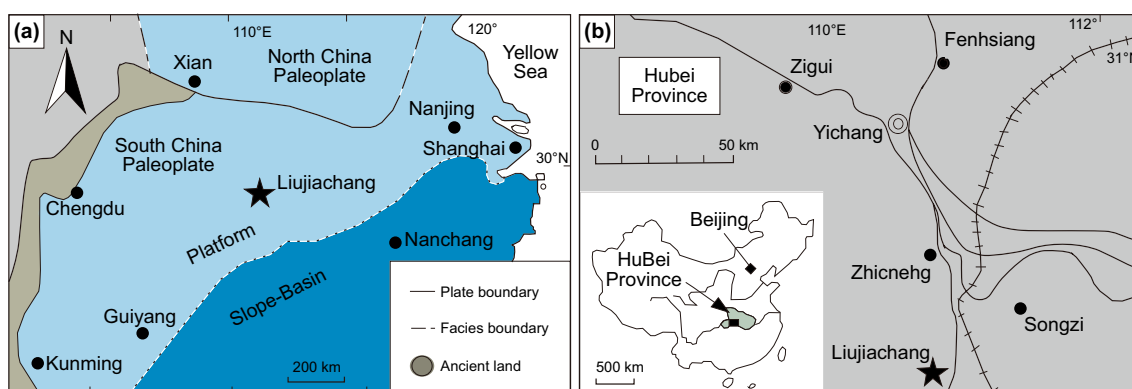 (a)
N
110°E
120°
Xian
North China
Paleoplate
Yellow
Sea
Nanjing
Shanghai
30°N
South China
Paleoplate
Liujiachang
Chengdu
Platform
Nanchang
Slope-Basin
Guiyang
Kunming
200 km
Plate boundary
Facies boundary
Ancient land
(b)
110°E
112°
31°N
Fenhsiang
Zigui
Hubei
Province
Yichang
0
50 km
Beijing
HuBei
Province
500 km
Zhicnehg
Songzi
Liujiachang